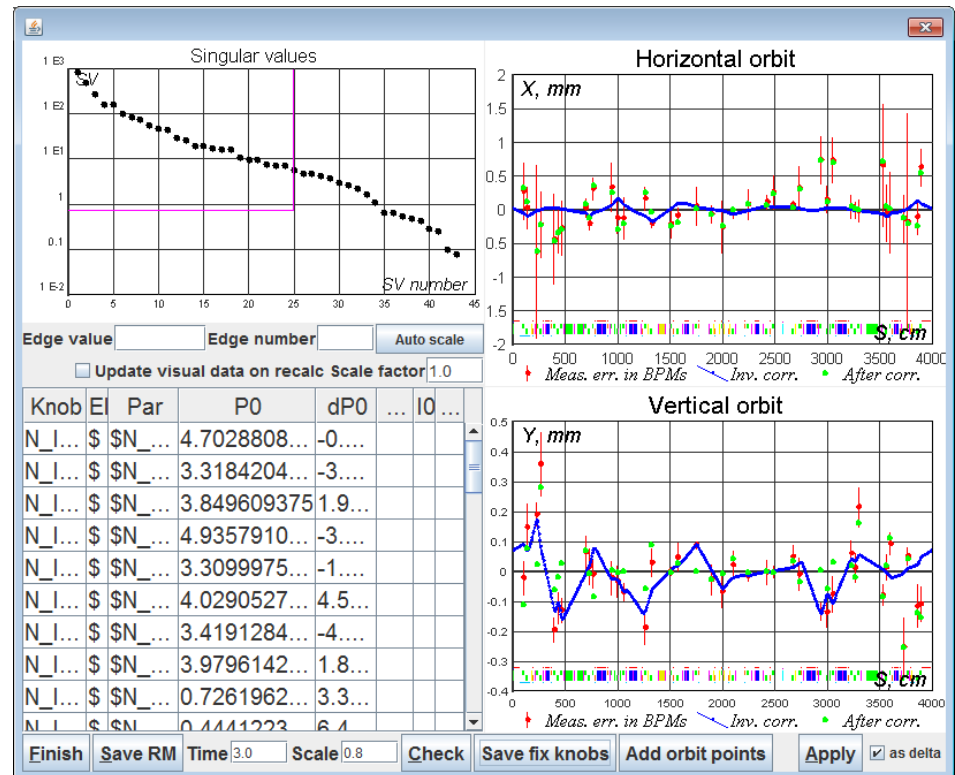 Singular values
SV
1 E3
1 E2
1 E1
1
0.1
1 E-2
SV number
0 5 10 15 20 25 30 35 40 45
Edge value Edge number Auto scale
Update visual data on recalc Scale factor 1.0
Knob El Par P0 dP0 ... I0 ...
N_I... $ $N_... 4.7028808... -0....
N_I... $ $N_... 3.3184204... -3....
N_I... $ $N_... 3.849609375 1.9...
N_I... $ $N_... 4.9357910... -3....
N_I... $ $N_... 3.3099975... -1....
N_I... $ $N_... 4.0290527... 4.5...
N_I... $ $N_... 3.4191284... -4....
N_I... $ $N_... 3.9796142... 1.8...
N_I... $ $N_... 0.7261962... 3.3...
N_I... $ $N_... 0.4441223... 6.4...
Horizontal orbit
X, mm
2
1.5
1
0.5
0
0.5
-1
1.5
-2
S, cm
0 500 1000 1500 2000 2500 3000 3500 4000
Meas. err. in BPMs Inv. corr. After corr.
Vertical orbit
Y, mm
0.5
0.4
0.3
0.2
0.1
0
-0.1
-0.2
-0.3
-0.4
S, cm
0 500 1000 1500 2000 2500 3000 3500 4000
Meas. err. in BPMs Inv. corr. After corr.
Finish Save RM Time 3.0 Scale 0.8 Check Save fix knobs Add orbit points Apply as delta